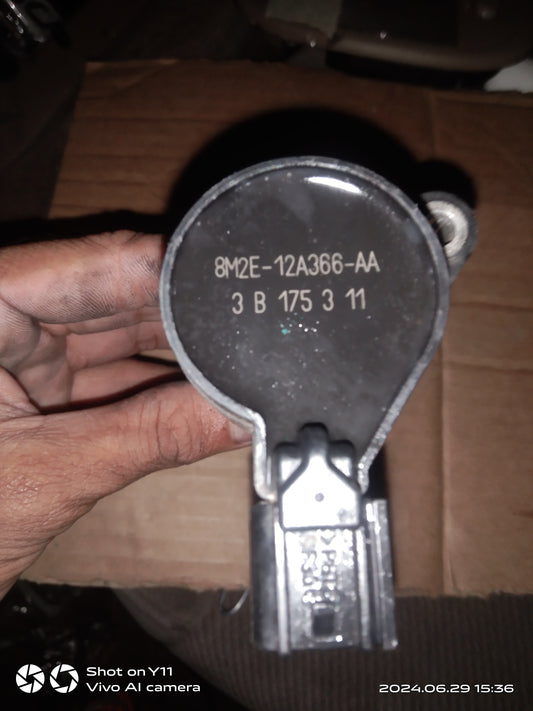 8M2E-12A366-AA
3 B 175 3 11
Shot on Y11
Vivo AI camera
2024.06.29 15:36